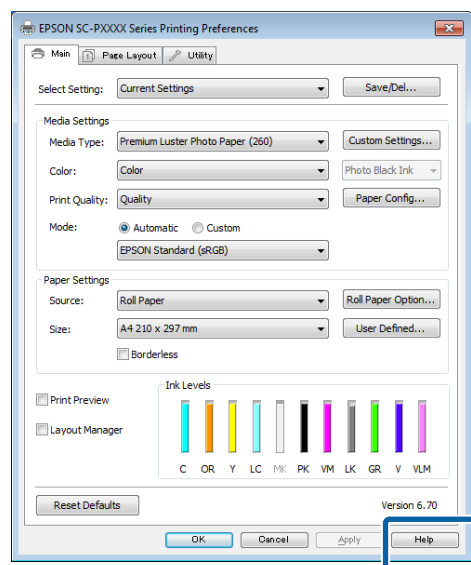 EPSON SC-PXXXX Series Printing Preferences
Main Page Layout Utility
Select Setting: Current Settings Save/Del...
Media Settings
Media Type: Premium Luster Photo Paper (260) Custom Settings...
Color: Color Photo Black Ink
Print Quality: Quality Paper Config...
Mode: Automatic Custom
EPSON Standard (sRGB)
Paper Settings
Source: Roll Paper Roll Paper Option...
Size: A4 210 x 297 mm User Defined...
Borderless
Ink Levels
Print Preview
Layout Manager
C OR Y LC MK PK VM LK GR V VLM
Reset Defaults Version 6.70
OK Cancel Apply Help